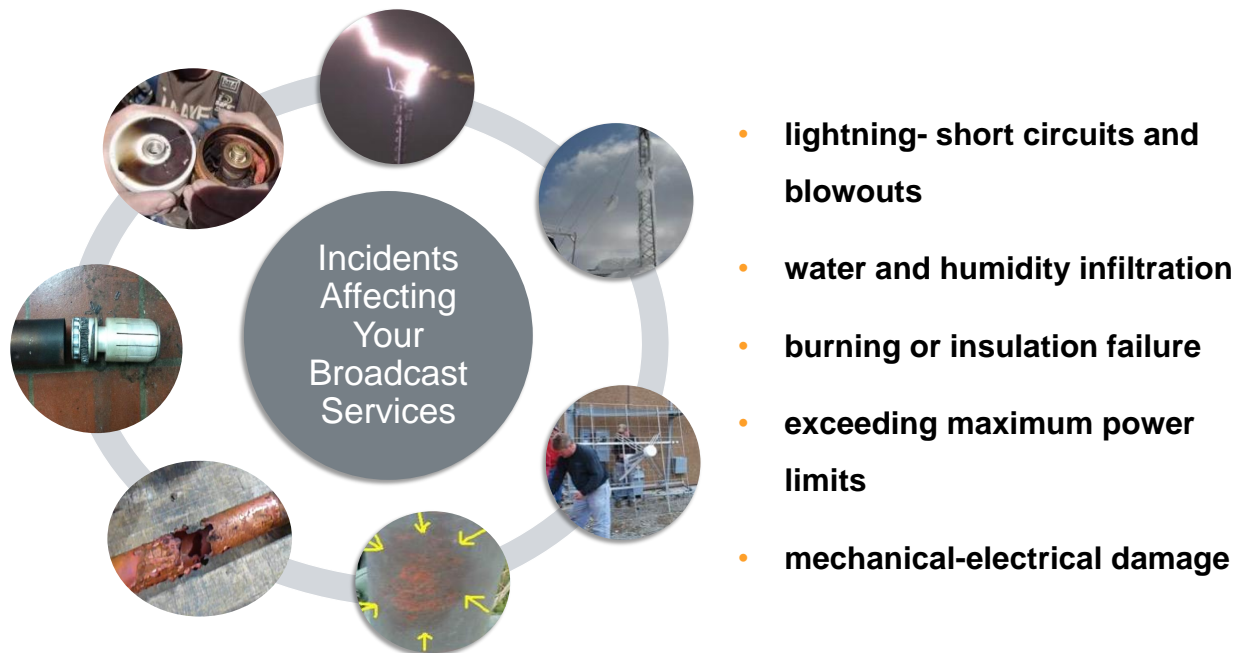 Incidents
Affecting
Your
Broadcast
Services
• lightning- short circuits and
blowouts
• water and humidity infiltration
• burning or insulation failure
• exceeding maximum power
limits
• mechanical-electrical damage